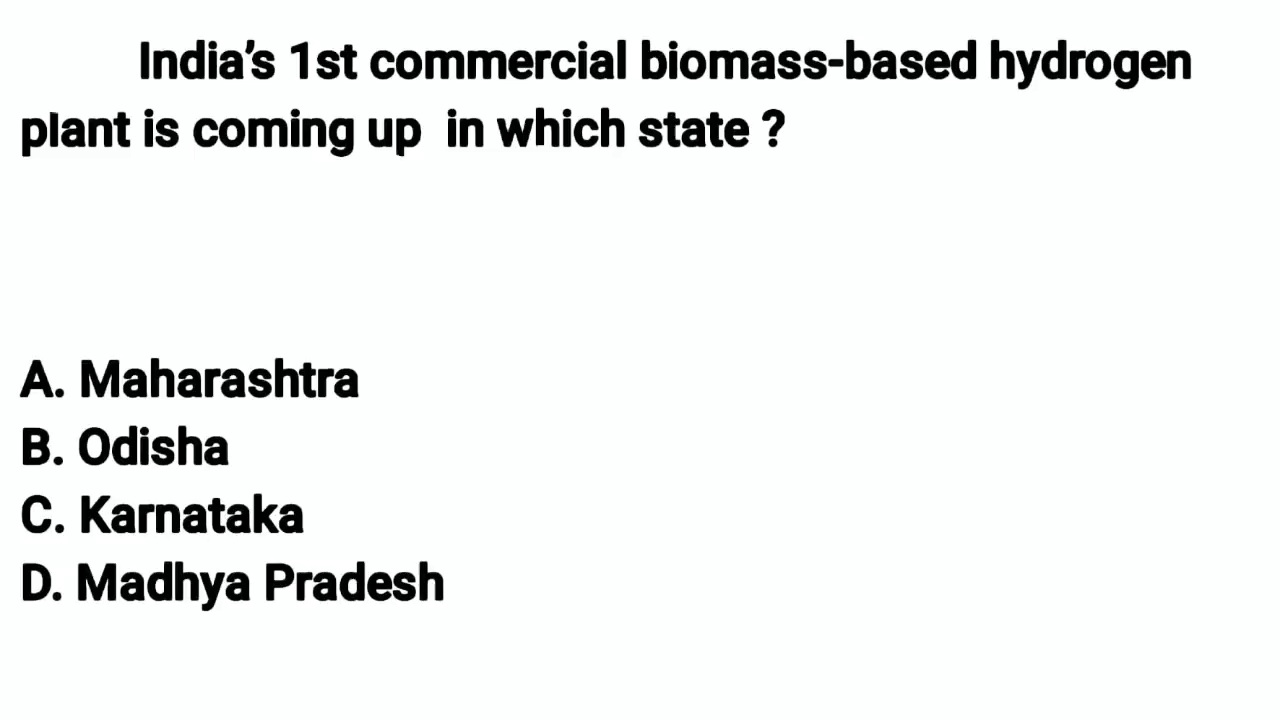 India's 1st commercial biomass-based hydrogen
plant is coming up in which state ?
A. Maharashtra
B. Odisha
C. Karnataka
D. Madhya Pradesh